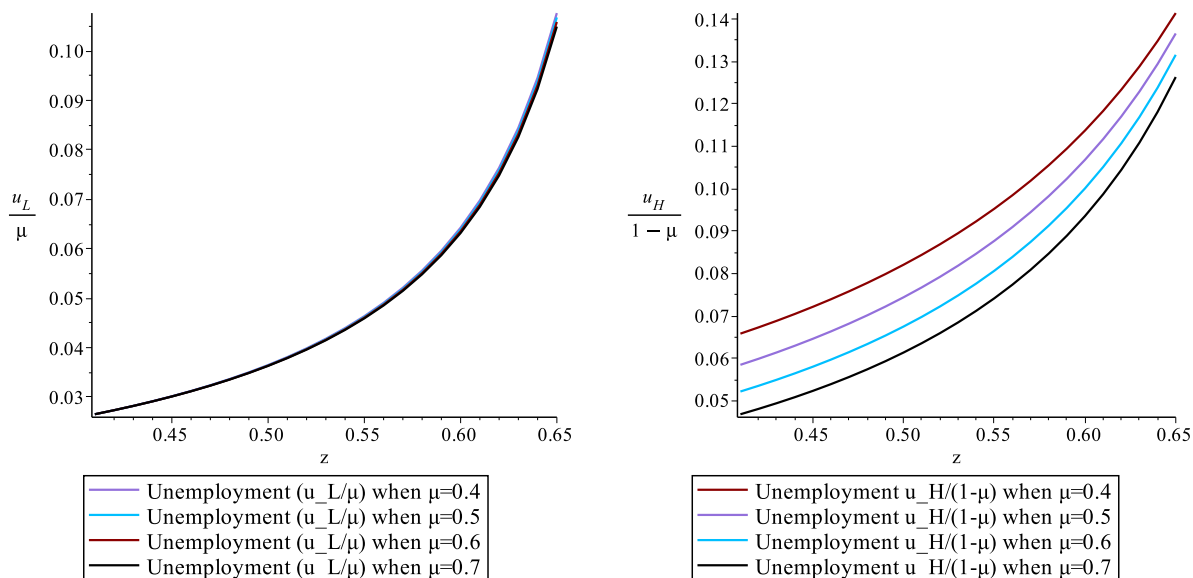 0.10
0.09
0.08
0.07
0.06
0.05
0.04
0.03
u_L
μ
0.45 0.50 0.55 0.60 0.65
z
Unemployment (u_L/μ) when μ=0.4
Unemployment (u_L/μ) when μ=0.5
Unemployment (u_L/μ) when μ=0.6
Unemployment (u_L/μ) when μ=0.7
0.14
0.13
0.12
0.11
0.10
0.09
0.08
0.07
0.06
0.05
u_H
1 − μ
0.45 0.50 0.55 0.60 0.65
z
Unemployment u_H/(1-μ) when μ=0.4
Unemployment u_H/(1-μ) when μ=0.5
Unemployment u_H/(1-μ) when μ=0.6
Unemployment u_H/(1-μ) when μ=0.7